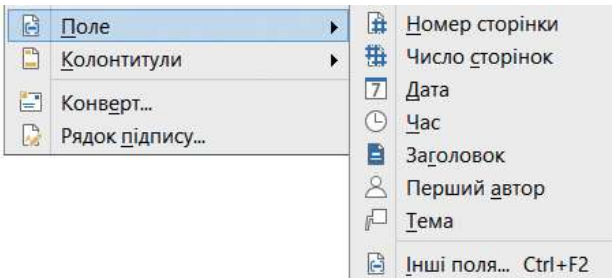 Поле
Колонтитули
Конверт...
Рядок підпису...
Номер сторінки
Число сторінок
7 Дата
Час
Заголовок
Перший автор
Тема
Інші поля... Ctrl+F2